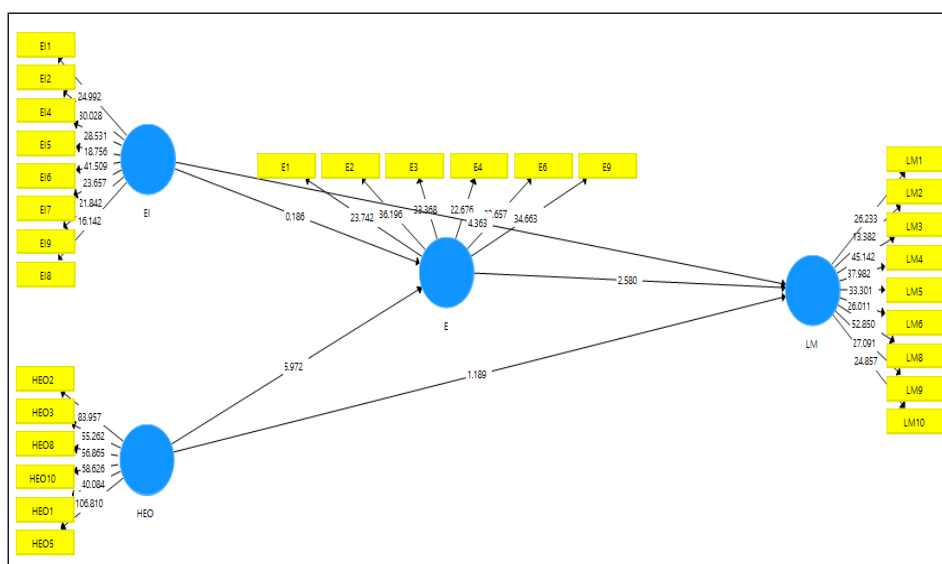 EI1
EI2
EI4
EI5
EI6
EI7
EI9
EI8
24.992
30.028
28.531
18.756
41.509
23.657
21.842
16.142
EI
E1
E2
E3
E4
E6
E9
23.742
36.196
22.676
34.663
E
0.186
4.363
2.580
5.972
1.189
HEO2
HEO3
HEO8
HEO10
HEO1
HEO5
83.957
55.262
56.865
58.626
40.084
106.810
HEO
LM1
LM2
LM3
LM4
LM5
LM6
LM8
LM9
LM10
26.233
45.142
37.982
33.301
26.011
52.850
27.091
24.857
LM